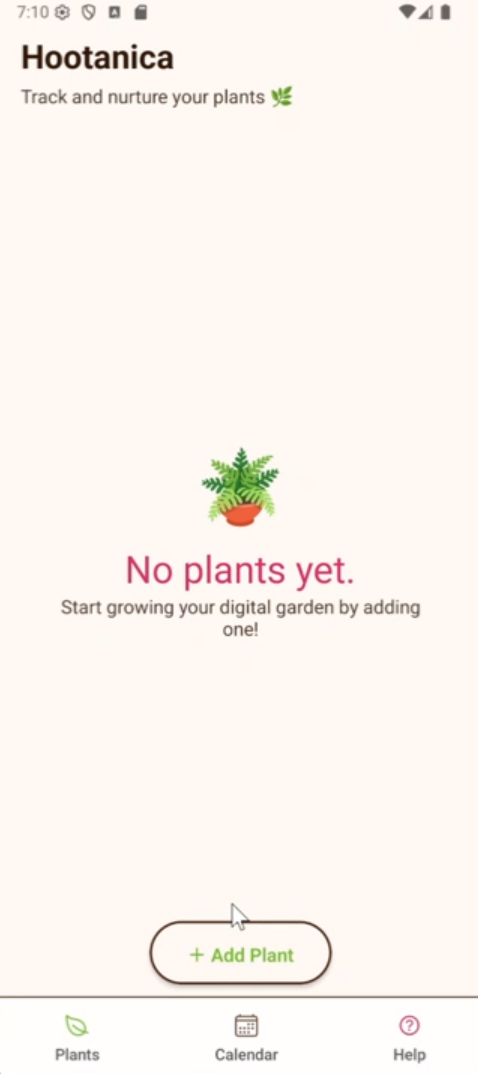 7:10
Hootanica
Track and nurture your plants 🌿
No plants yet.
Start growing your digital garden by adding
one!
+ Add Plant
Plants
Calendar
Help